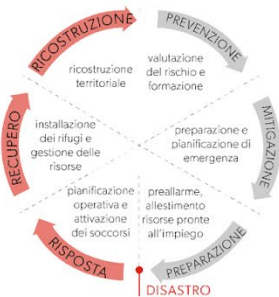 RICOSTRUZIONE
PREVENZIONE
ricostruzione
territoriale
valutazione
del rischio e
formazione
RECUPERO
installazione
dei rifugi e
gestione delle
risorse
preparazione e
pianificazione di
emergenza
MITIGAZIONE
pianificazione
operativa e
attivazione
dei soccorsi
preallarme,
allestimento
risorse pronte
all'impiego
RISPOSTA
PREPARAZIONE
DISASTRO